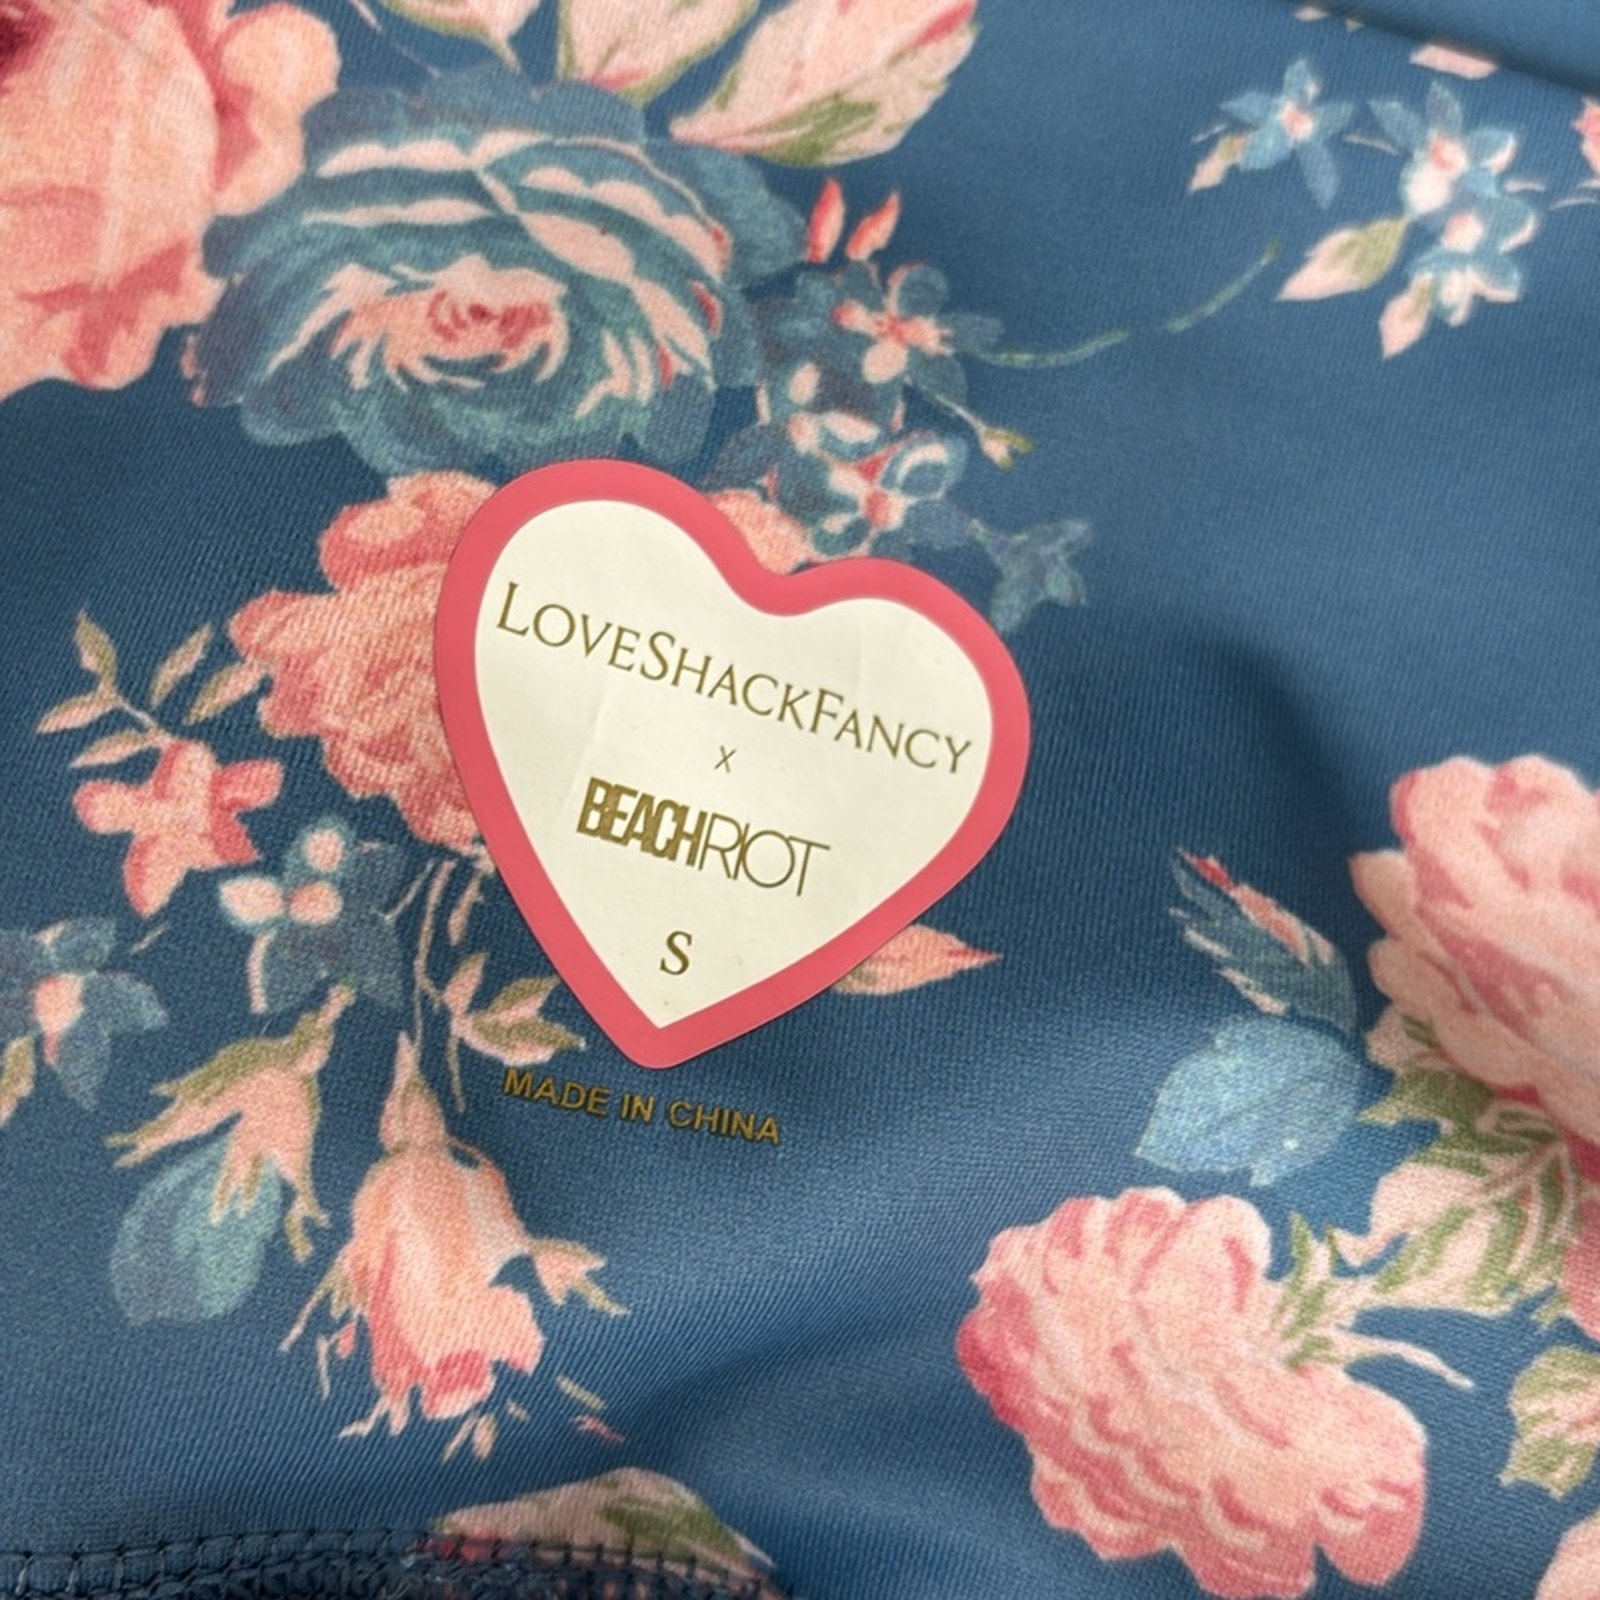 LOVESHACKFANCY
X
BEACHRIOT
S
MADE IN CHINA